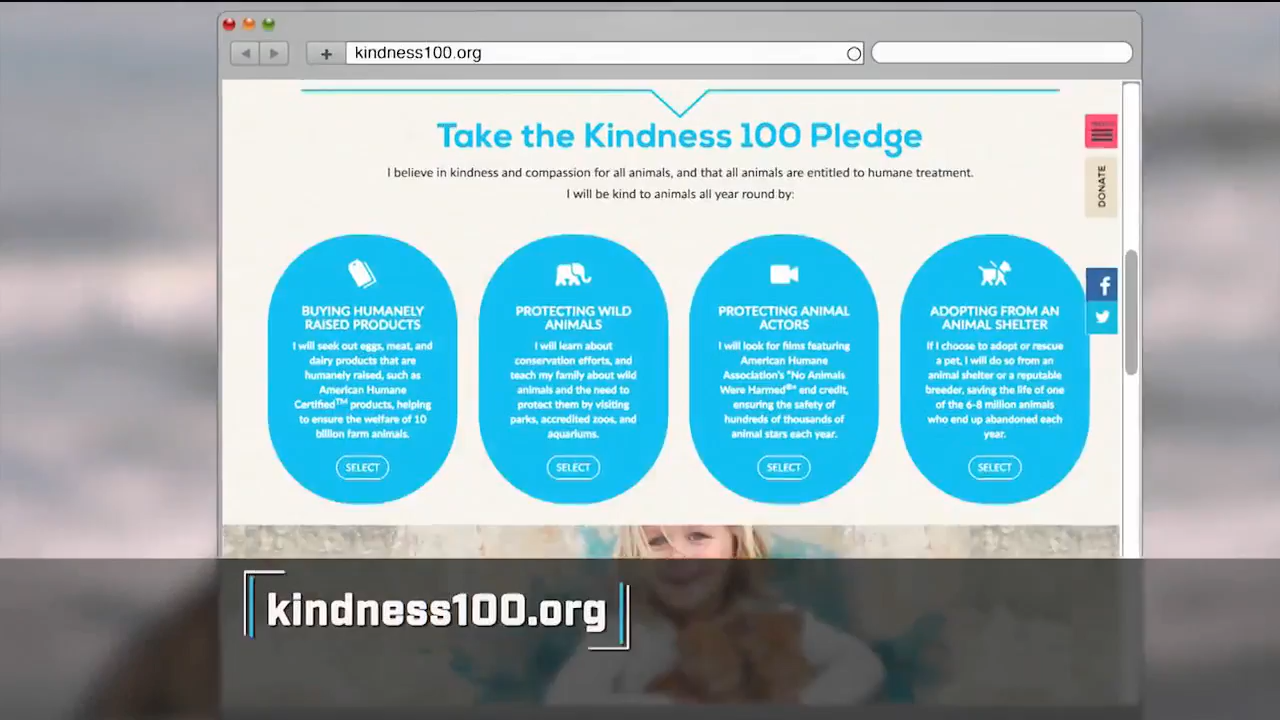 kindness100.org
Take the Kindness 100 Pledge
I believe in kindness and compassion for all animals, and that all animals are entitled to humane treatment.
I will be kind to animals all year round by:
DONATE
BUYING HUMANELY
RAISED PRODUCTS
I will seek out eggs, meat, and
dairy products that are
humanely raised, such as
American Humane
Certified™ products, helping
to ensure the welfare of 10
billion farm animals.
SELECT
PROTECTING WILD
ANIMALS
I will learn about
conservation efforts, and
teach my family about wild
animals and the need to
protect them by visiting
parks, accredited zoos, and
aquariums.
SELECT
PROTECTING ANIMAL
ACTORS
I will look for films featuring
American Humane
Association's "No Animals
Were Harmed®" end credit,
ensuring the safety of
hundreds of thousands of
animal stars each year.
SELECT
ADOPTING FROM AN
ANIMAL SHELTER
If I choose to adopt or rescue
a pet, I will do so from an
animal shelter or a reputable
breeder, saving the life of one
of the 6-8 million animals
who end up abandoned each
year.
SELECT
kindness100.org